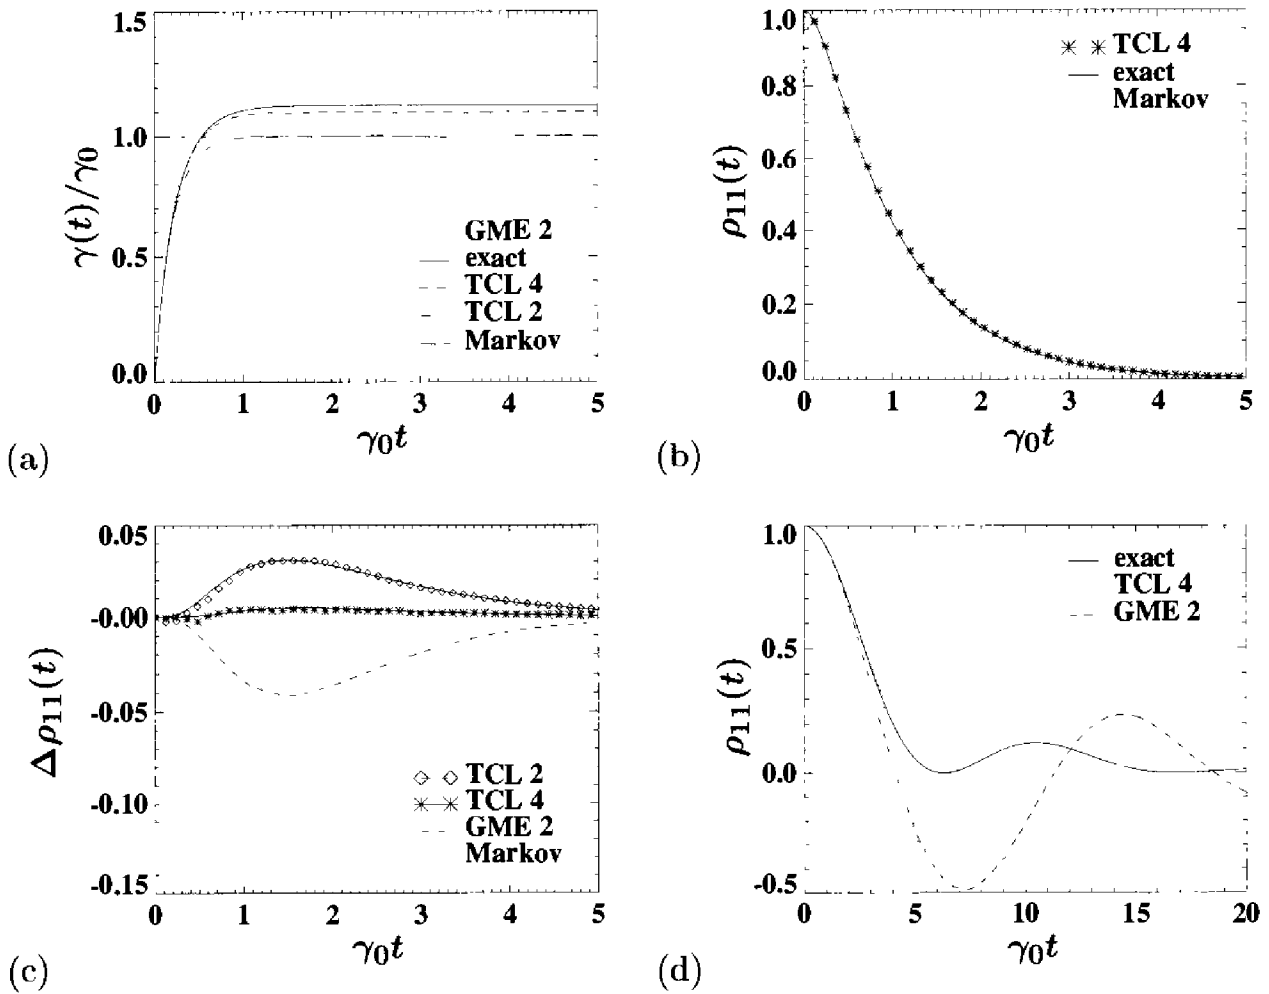 1.5
1.0
0.5
0.0
γ(t)/γ0
GME 2
exact
TCL 4
TCL 2
Markov
0 1 2 3 4 5
γ0t
(a)
1.0
0.8
0.6
0.4
0.2
0.0
ρ11(t)
TCL 4
exact
Markov
0 1 2 3 4 5
γ0t
(b)
0.05
-0.00
-0.05
-0.10
-0.15
Δρ11(t)
TCL 2
TCL 4
GME 2
Markov
0 1 2 3 4 5
γ0t
(c)
1.0
0.5
0.0
-0.5
ρ11(t)
exact
TCL 4
GME 2
0 5 10 15 20
γ0t
(d)